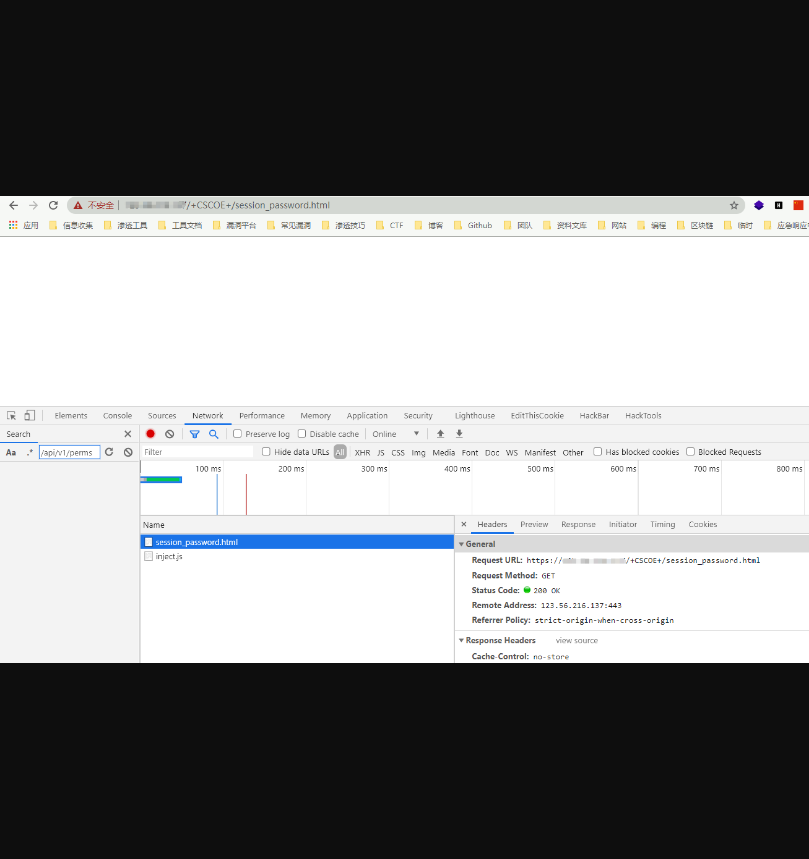 不安全 /+CSCOE+/session_password.html
应用 信息收集 渗透工具 工具文档 漏洞平台 常见漏洞 渗透技巧 CTF 博客 Github 团队 资料文库 网站 编程 区块链 临时 应急响应
Elements Console Sources Network Performance Memory Application Security Lighthouse EditThisCookie HackBar HackTools
Search
Preserve log Disable cache Online
Aa .* /api/v1/perms
Filter Hide data URLs All XHR JS CSS Img Media Font Doc WS Manifest Other Has blocked cookies Blocked Requests
100 ms 200 ms 300 ms 400 ms 500 ms 600 ms 700 ms 800 ms
Name
session_password.html
inject.js
Headers Preview Response Initiator Timing Cookies
General
Request URL: https:// /+CSCOE+/session_password.html
Request Method: GET
Status Code: 200 OK
Remote Address: 123.56.216.137:443
Referrer Policy: strict-origin-when-cross-origin
Response Headers view source
Cache-Control: no-store